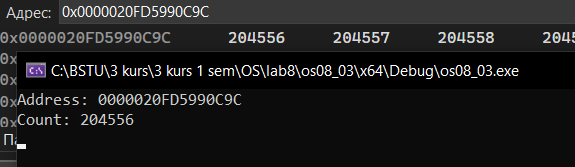 Адрес: 0x0000020FD5990C9C
0x0000020FD5990C9C 204556 204557 204558 2045
C:\BSTU\3 kurs\3 kurs 1 sem\OS\lab8\os08_03\x64\Debug\os08_03.exe
Address: 0000020FD5990C9C
Count: 204556